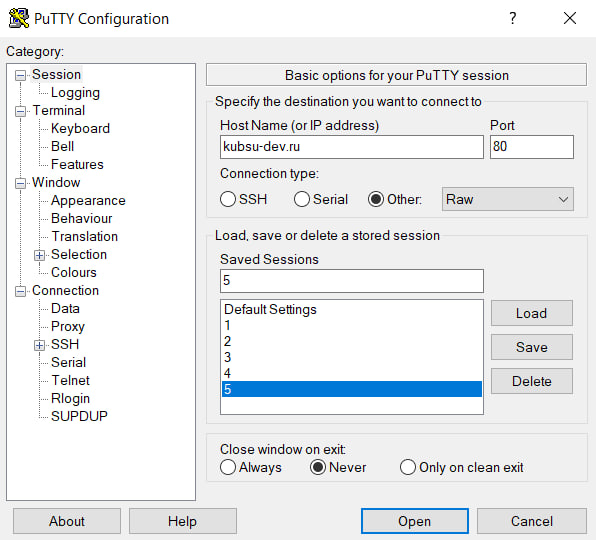 PuTTY Configuration
?
Category:
Session
Logging
Terminal
Keyboard
Bell
Features
Window
Appearance
Behaviour
Translation
Selection
Colours
Connection
Data
Proxy
SSH
Serial
Telnet
Rlogin
SUPDUP
Basic options for your PuTTY session
Specify the destination you want to connect to
Host Name (or IP address) Port
kubsu-dev.ru 80
Connection type:
SSH Serial Other: Raw
Load, save or delete a stored session
Saved Sessions
5
Default Settings
1
2
3
4
5
Load
Save
Delete
Close window on exit:
Always Never Only on clean exit
About Help Open Cancel